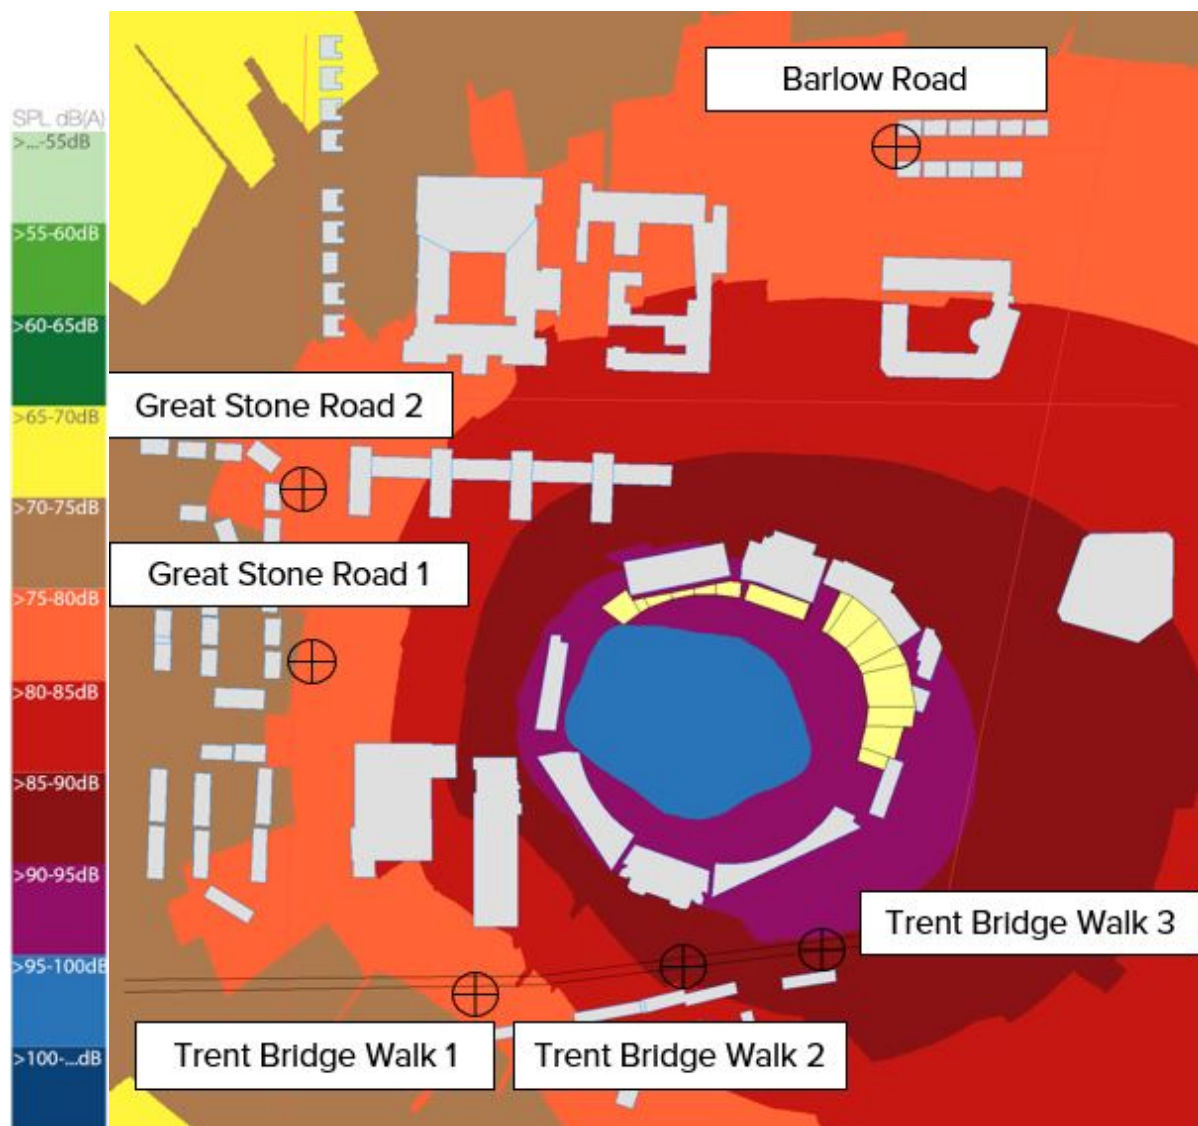 SPL dB(A)
>...-55dB
>55-60dB
>60-65dB
>65-70dB
>70-75dB
>75-80dB
>80-85dB
>85-90dB
>90-95dB
>95-100dB
>100-...dB
Barlow Road
Great Stone Road 2
Great Stone Road 1
Trent Bridge Walk 3
Trent Bridge Walk 1
Trent Bridge Walk 2